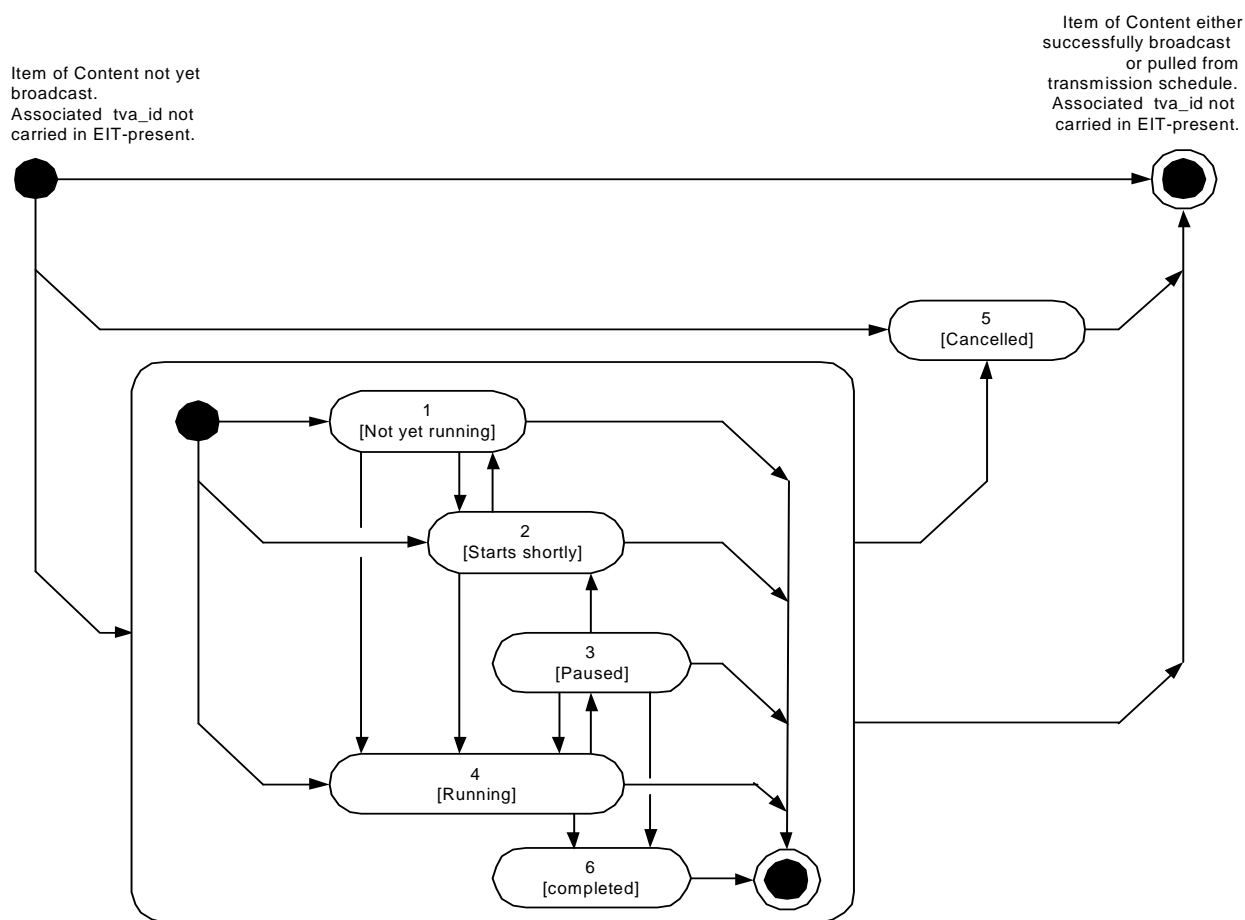 Item of Content not yet
broadcast.
Associated tva_id not
carried in EIT-present.
Item of Content either
successfully broadcast
or pulled from
transmission schedule.
Associated tva_id not
carried in EIT-present.
5
[Cancelled]
1
[Not yet running]
2
[Starts shortly]
3
[Paused]
4
[Running]
6
[completed]